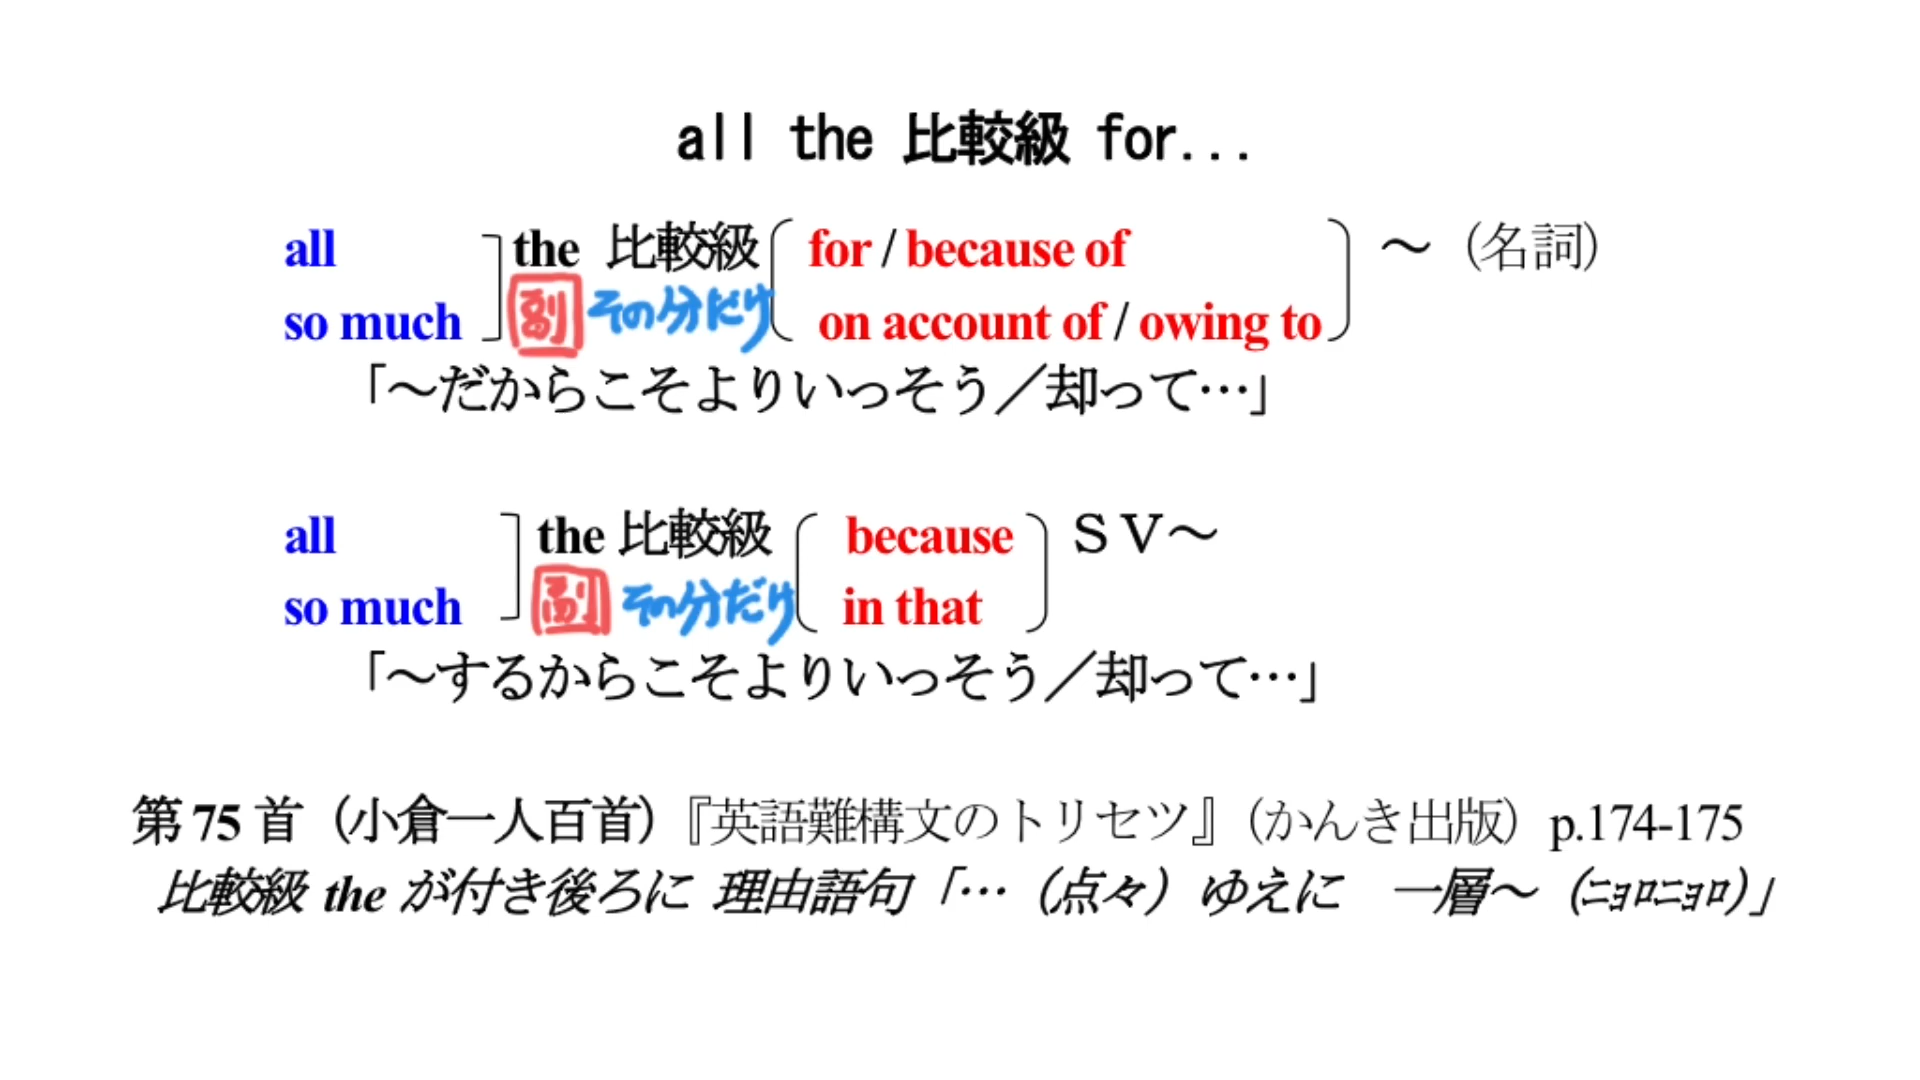 all the 比較級 for...
all the 比較級 for / because of ～（名詞）
so much 副 その分だけ on account of / owing to
「～だからこそよりいっそう／却って…」
all the 比較級 because ＳＶ～
so much 副 その分だけ in that
「～するからこそよりいっそう／却って…」
第 75 首（小倉一人百首）『英語難構文のトリセツ』（かんき出版）p.174-175
比較級 the が付き後ろに 理由語句「…（点々）ゆえに　一層～（ﾆｮﾛﾆｮﾛ）」